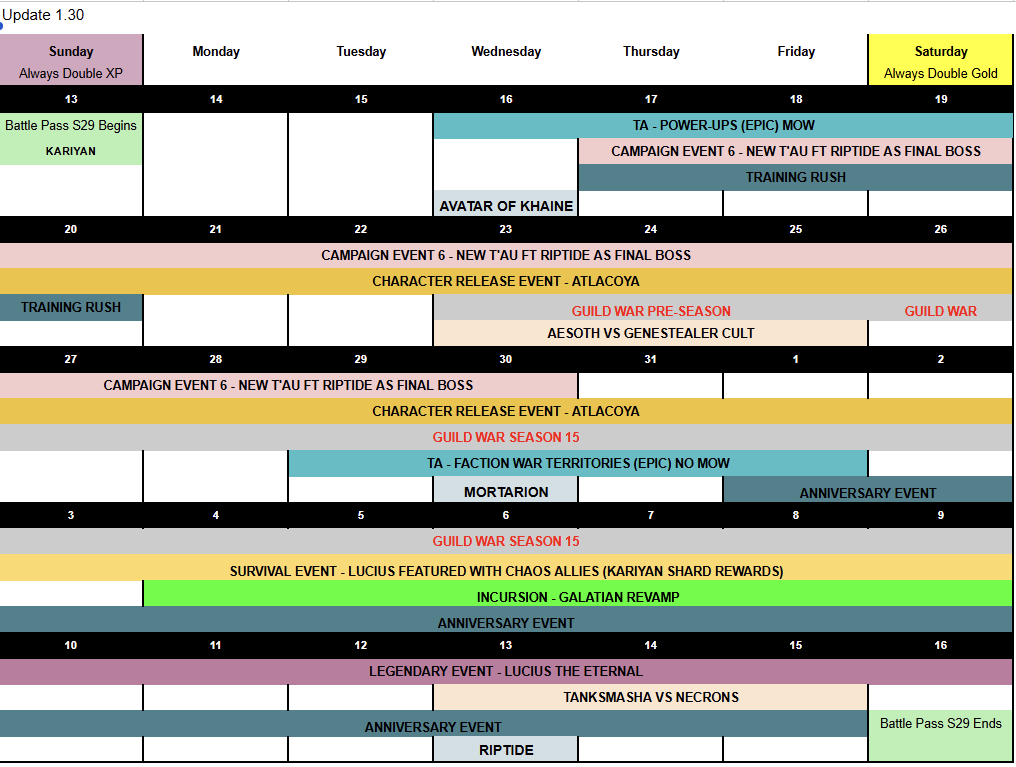 Update 1.30
Sunday Monday Tuesday Wednesday Thursday Friday Saturday
Always Double XP Always Double Gold
13 14 15 16 17 18 19
Battle Pass S29 Begins TA - POWER-UPS (EPIC) MOW
KARIYAN CAMPAIGN EVENT 6 - NEW T'AU FT RIPTIDE AS FINAL BOSS
TRAINING RUSH
AVATAR OF KHAINE
20 21 22 23 24 25 26
CAMPAIGN EVENT 6 - NEW T'AU FT RIPTIDE AS FINAL BOSS
CHARACTER RELEASE EVENT - ATLACOYA
TRAINING RUSH GUILD WAR PRE-SEASON GUILD WAR
AESOTH VS GENESTEALER CULT
27 28 29 30 31 1 2
CAMPAIGN EVENT 6 - NEW T'AU FT RIPTIDE AS FINAL BOSS
CHARACTER RELEASE EVENT - ATLACOYA
GUILD WAR SEASON 15
TA - FACTION WAR TERRITORIES (EPIC) NO MOW
MORTARION ANNIVERSARY EVENT
3 4 5 6 7 8 9
GUILD WAR SEASON 15
SURVIVAL EVENT - LUCIUS FEATURED WITH CHAOS ALLIES (KARIYAN SHARD REWARDS)
INCURSION - GALATIAN REVAMP
ANNIVERSARY EVENT
10 11 12 13 14 15 16
LEGENDARY EVENT - LUCIUS THE ETERNAL
TANKSMASHA VS NECRONS
ANNIVERSARY EVENT Battle Pass S29 Ends
RIPTIDE